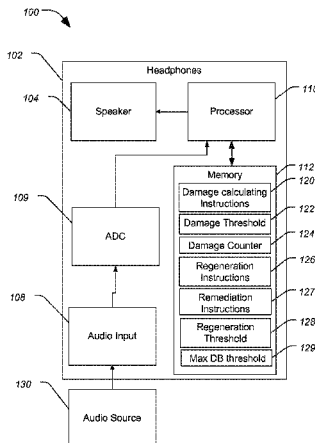 100
102
Headphones
104
Speaker
Processor
110
Memory
112
Damage calculating
Instructions
120
Damage Threshold
122
Damage Counter
124
Regeneration
Instructions
126
Remediation
Instructions
127
Regeneration
Threshold
128
Max DB threshold
129
109
ADC
108
Audio Input
130
Audio Source